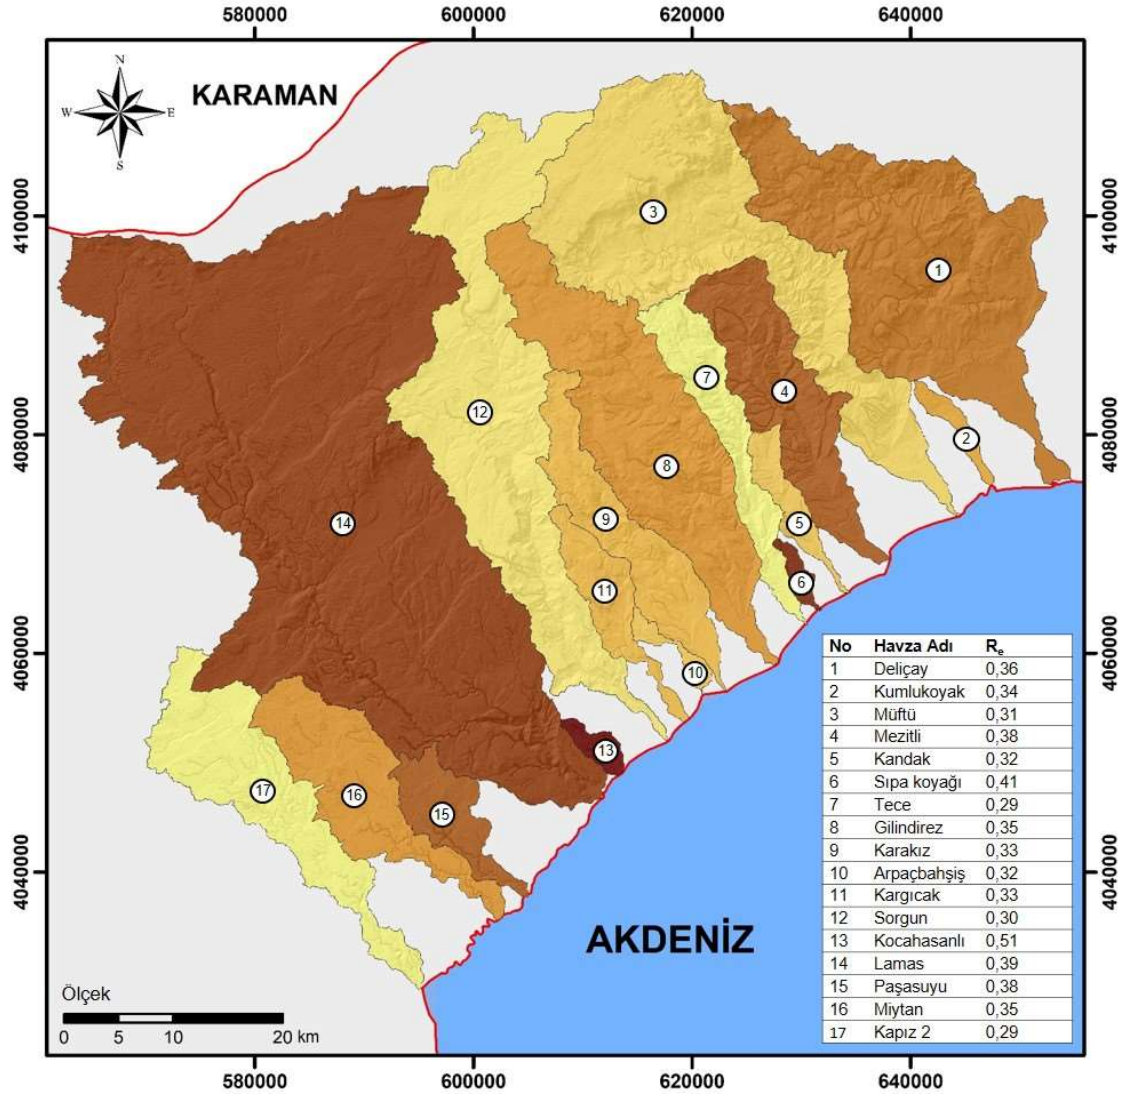 580000 600000 620000 640000
N
W E
S
KARAMAN
4100000 4100000
4080000 4080000
4060000 4060000
4040000 4040000
3
1
7
4
12
2
8
9
5
14
11
6
10
13
17
16
15
AKDENİZ
No Havza Adı Re
1 Deliçay 0,36
2 Kumlukoyak 0,34
3 Müftü 0,31
4 Mezitli 0,38
5 Kandak 0,32
6 Sıpa koyağı 0,41
7 Tece 0,29
8 Gilindirez 0,35
9 Karakız 0,33
10 Arpaçbahşiş 0,32
11 Kargıcak 0,33
12 Sorgun 0,30
13 Kocahasanlı 0,51
14 Lamas 0,39
15 Paşasuyu 0,38
16 Miytan 0,35
17 Kapız 2 0,29
Ölçek
0 5 10 20 km
580000 600000 620000 640000